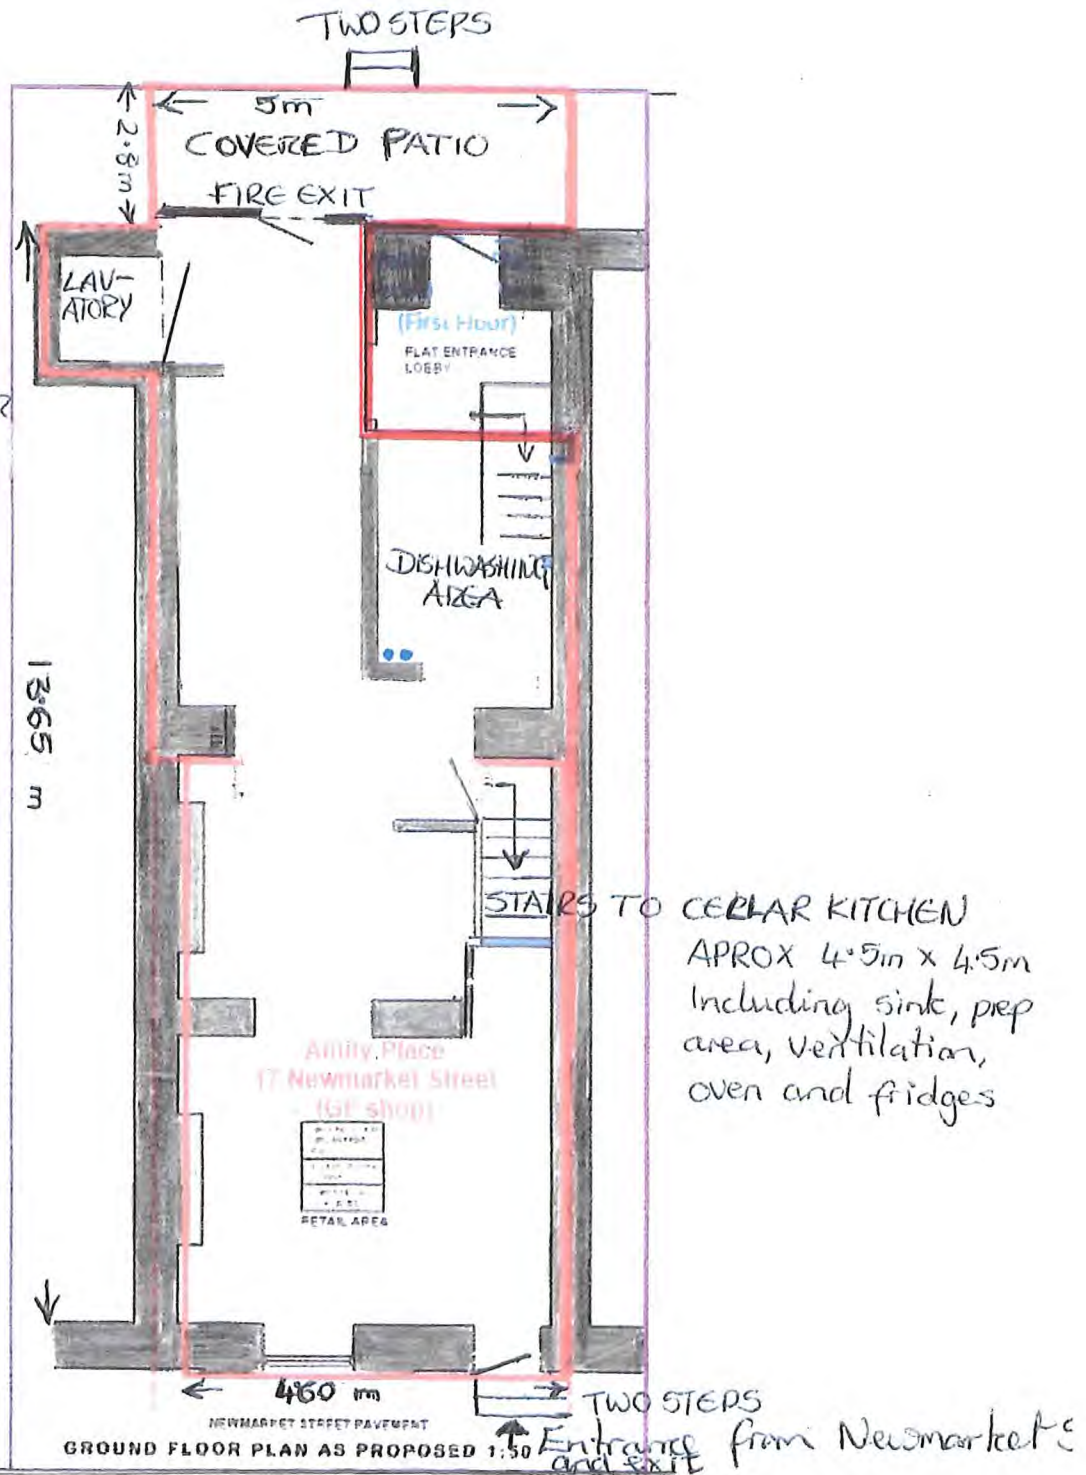 TWO STEPS
5m
2.8m
COVERED PATIO
FIRE EXIT
LAV-
ATORY
(First Floor)
FLAT ENTRANCE
LOBBY
DISHWASHING
AREA
13.65 m
STAIRS TO CELLAR KITCHEN
APROX 4.5m x 4.5m
Including sink, prep
area, ventilation,
oven and fridges
Amity Place
17 Newmarket Street
(GF shop)
RETAIL AREA
4.60 m
TWO STEPS
NEWMARKET STREET PAVEMENT
GROUND FLOOR PLAN AS PROPOSED 1:50
Entrance from Newmarket S
and exit